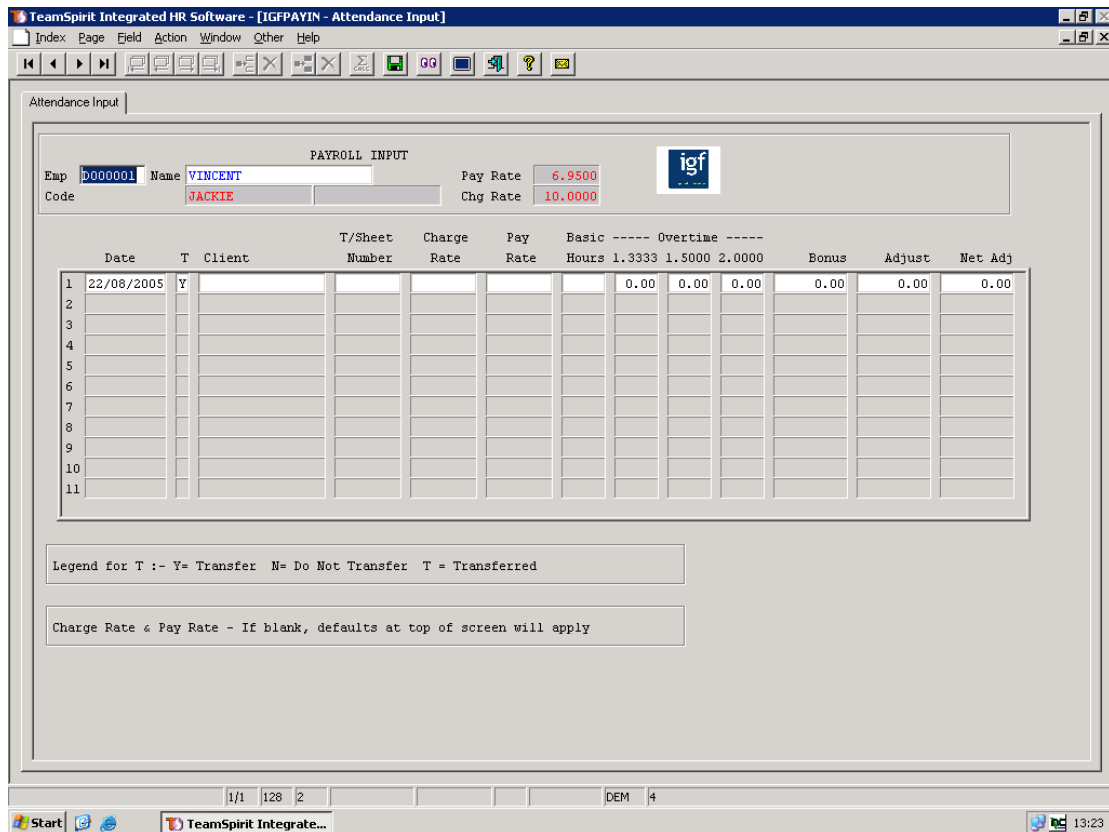 TeamSpirit Integrated HR Software - [IGFPAYIN - Attendance Input]
Index Page Field Action Window Other Help
CALC GG ?
Attendance Input
PAYROLL INPUT
igf
Emp D000001 Name VINCENT Pay Rate 6.9500
Code JACKIE Chg Rate 10.0000
T/Sheet Charge Pay Basic ----- Overtime -----
Date T Client Number Rate Rate Hours 1.3333 1.5000 2.0000 Bonus Adjust Net Adj
1 22/08/2005 Y 0.00 0.00 0.00 0.00 0.00 0.00
2
3
4
5
6
7
8
9
10
11
Legend for T :- Y= Transfer N= Do Not Transfer T = Transferred
Charge Rate & Pay Rate - If blank, defaults at top of screen will apply
1/1 128 2 DEM 4
Start TeamSpirit Integrate... 13:23